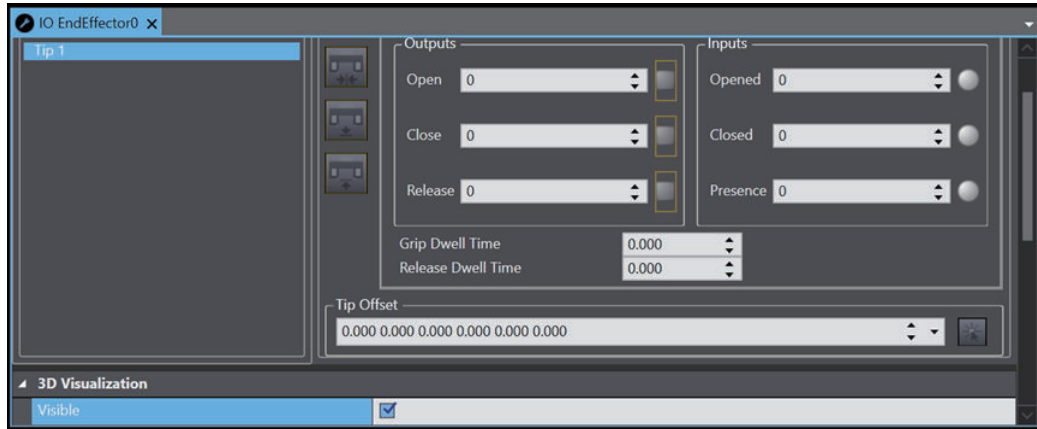 IO EndEffector0
Tip 1
Outputs
Open 0
Close 0
Release 0
Inputs
Opened 0
Closed 0
Presence 0
Grip Dwell Time 0.000
Release Dwell Time 0.000
Tip Offset
0.000 0.000 0.000 0.000 0.000 0.000
3D Visualization
Visible